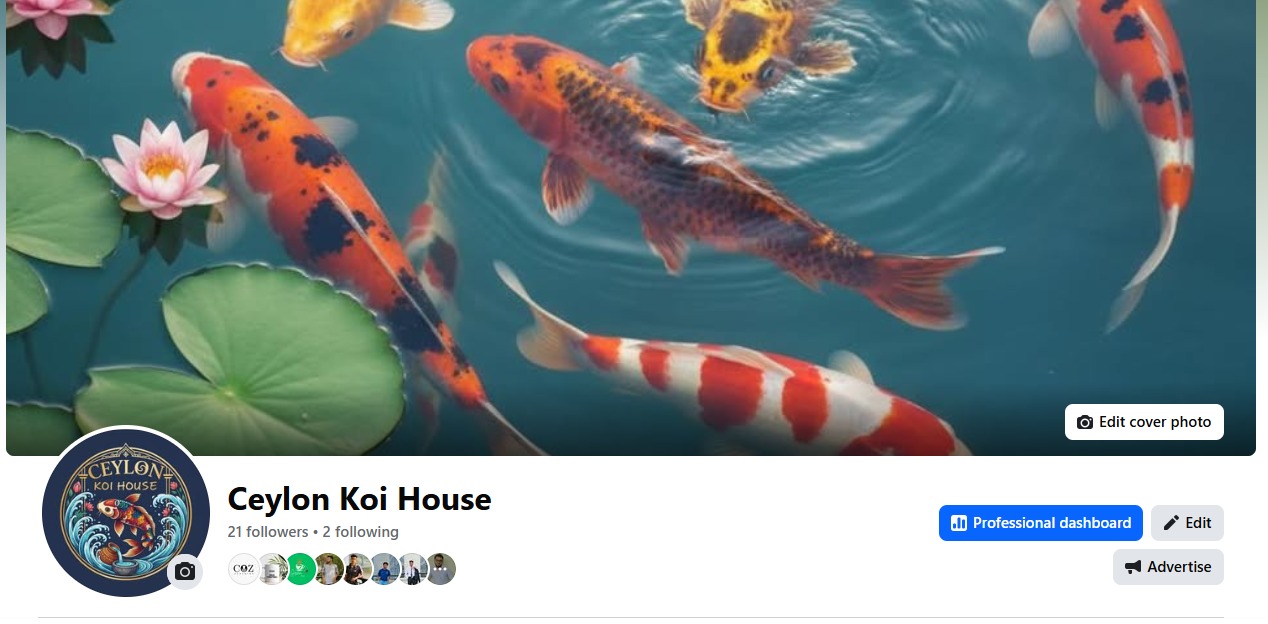 Edit cover photo
CEYLON
KOI HOUSE
Ceylon Koi House
21 followers • 2 following
Professional dashboard
Edit
COZ
Advertise